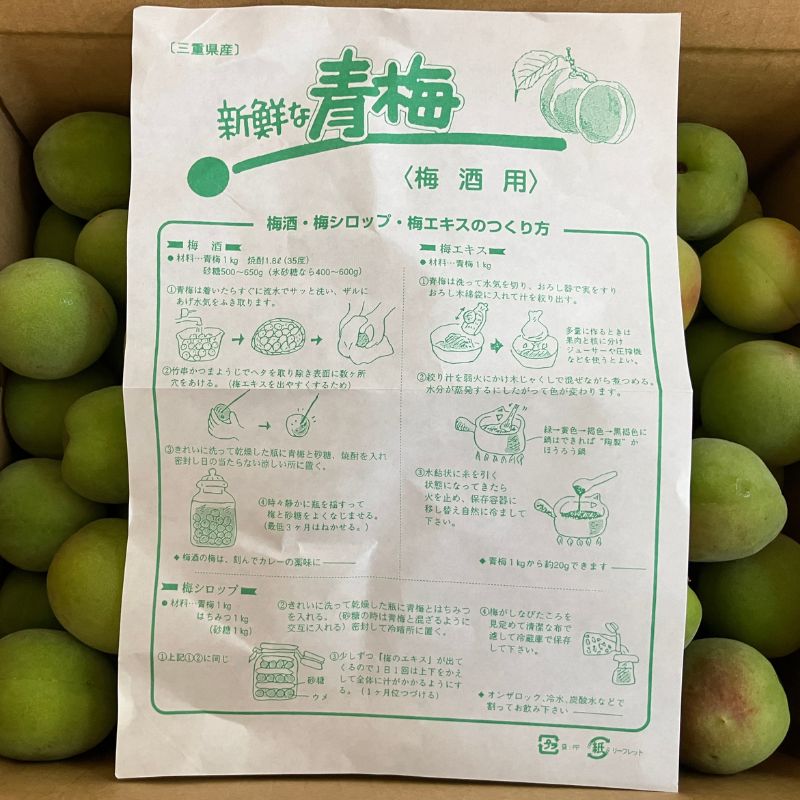 〔三重県産〕
新鮮な青梅
〈梅酒用〉
梅酒・梅シロップ・梅エキスのつくり方
梅酒
●材料…青梅1kg 焼酎1.8ℓ(35度)
砂糖500～650g(氷砂糖なら400～600g)
①青梅は着いたらすぐに流水でサッと洗い、ザルに
あげ水気をふき取ります。
②竹串かつまようじでヘタを取り除き表面に数ヶ所
穴をあける。(梅エキスを出やすくするため)
③きれいに洗って乾燥した瓶に青梅と砂糖、焼酎を入れ
密封し日の当たらない涼しい所に置く。
④時々静かに瓶を揺すって
梅と砂糖をよくなじませる。
(最低3ヶ月はねかせる。)
◆梅酒の梅は、刻んでカレーの薬味に
梅エキス
●材料…青梅1kg
①青梅は洗って水気を切り、おろし器で実をすり
おろし木綿袋に入れて汁を絞り出す。
多量に作るときは
果肉と核に分け
ジューサーや圧搾機
などを使うとよい。
②絞り汁を弱火にかけ木じゃくしで混ぜながら煮つめる。
水分が蒸発するにしたがって色が変わります。
緑→黄色→褐色→黒褐色に
鍋はできれば"陶製"か
ほうろう鍋
③水飴状に糸を引く
状態になってきたら
火を止め、保存容器に
移し替え自然に冷まして
下さい。
◆青梅1kgから約20gできます
梅シロップ
●材料…青梅1kg
はちみつ1kg
(砂糖1kg)
①上記①②に同じ
②きれいに洗って乾燥した瓶に青梅とはちみつ
を入れる。(砂糖の時は青梅と混ざるように
交互に入れる)密封して冷暗所に置く。
砂糖
ウメ
③少しずつ「梅のエキス」が出て
くるので1日1回は上下をかえ
して全体に汁がかかるようにす
る。(1ヶ月位つづける)
④梅がしなびたころを
見定めて清潔な布で
濾して冷蔵庫で保存
して下さい。
◆オンザロック、冷水、炭酸水などで
割ってお飲み下さい
プラ
袋:PP
紙
リーフレット